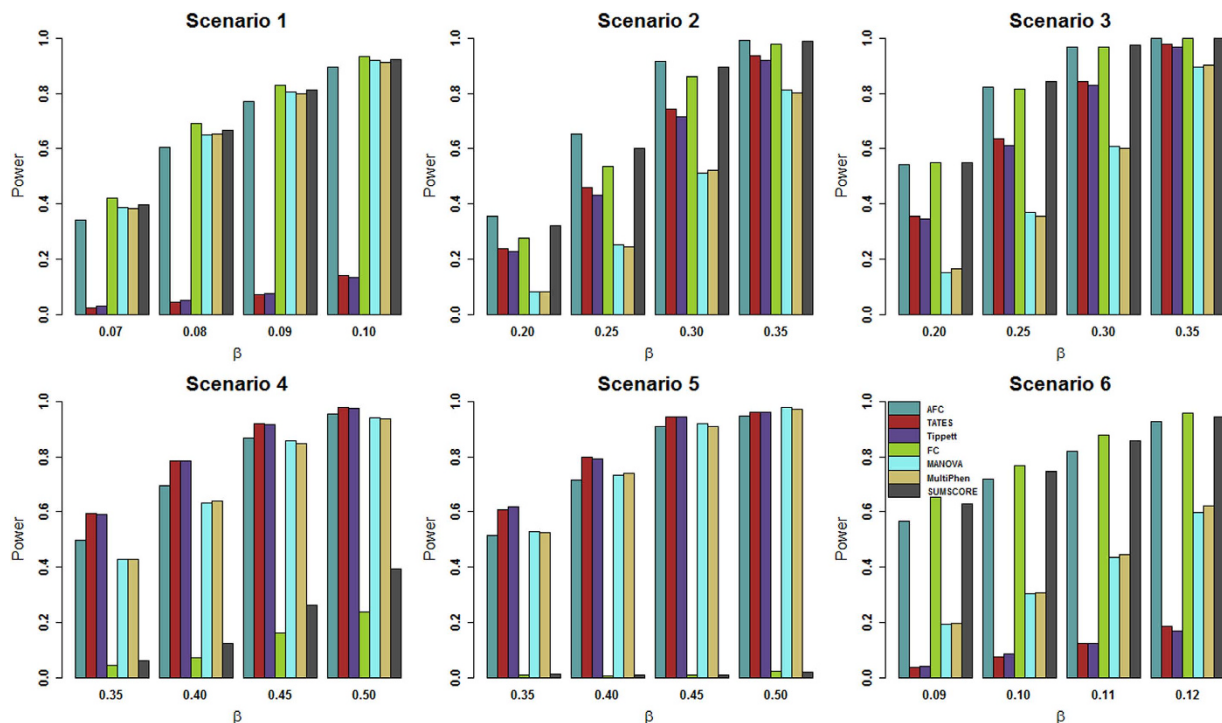 Scenario 1
Scenario 2
Scenario 3
Power
0.0
0.2
0.4
0.6
0.8
1.0
0.07
0.08
0.09
0.10
β
Power
0.0
0.2
0.4
0.6
0.8
1.0
0.20
0.25
0.30
0.35
β
Power
0.0
0.2
0.4
0.6
0.8
1.0
0.20
0.25
0.30
0.35
β
Scenario 4
Scenario 5
Scenario 6
Power
0.0
0.2
0.4
0.6
0.8
1.0
0.35
0.40
0.45
0.50
β
Power
0.0
0.2
0.4
0.6
0.8
1.0
0.35
0.40
0.45
0.50
β
Power
0.0
0.2
0.4
0.6
0.8
1.0
AFC
TATES
Tippett
FC
MANOVA
MultiPhen
SUMSCORE
0.09
0.10
0.11
0.12
β